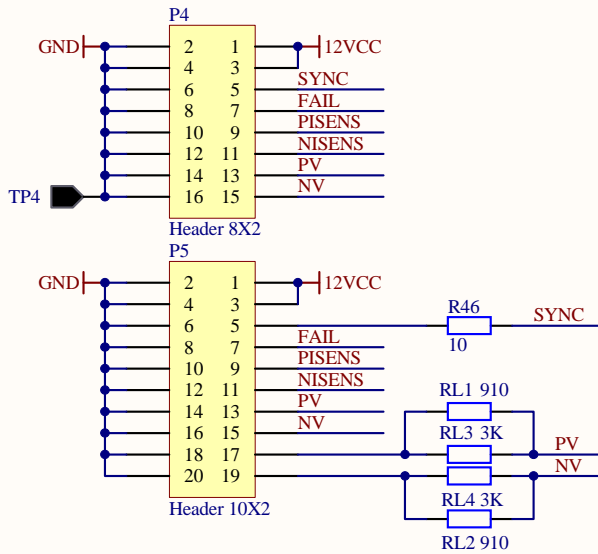 P4
GND 2 1 12VCC
4 3
6 5 SYNC
8 7 FAIL
10 9 PISENS
12 11 NISENS
14 13 PV
TP4 16 15 NV
Header 8X2
P5
GND 2 1 12VCC
4 3
6 5 R46 SYNC
10
8 7 FAIL
10 9 PISENS
12 11 NISENS
RL1 910
14 13 PV
16 15 NV
RL3 3K
18 17 PV
20 19 NV
RL4 3K
Header 10X2
RL2 910